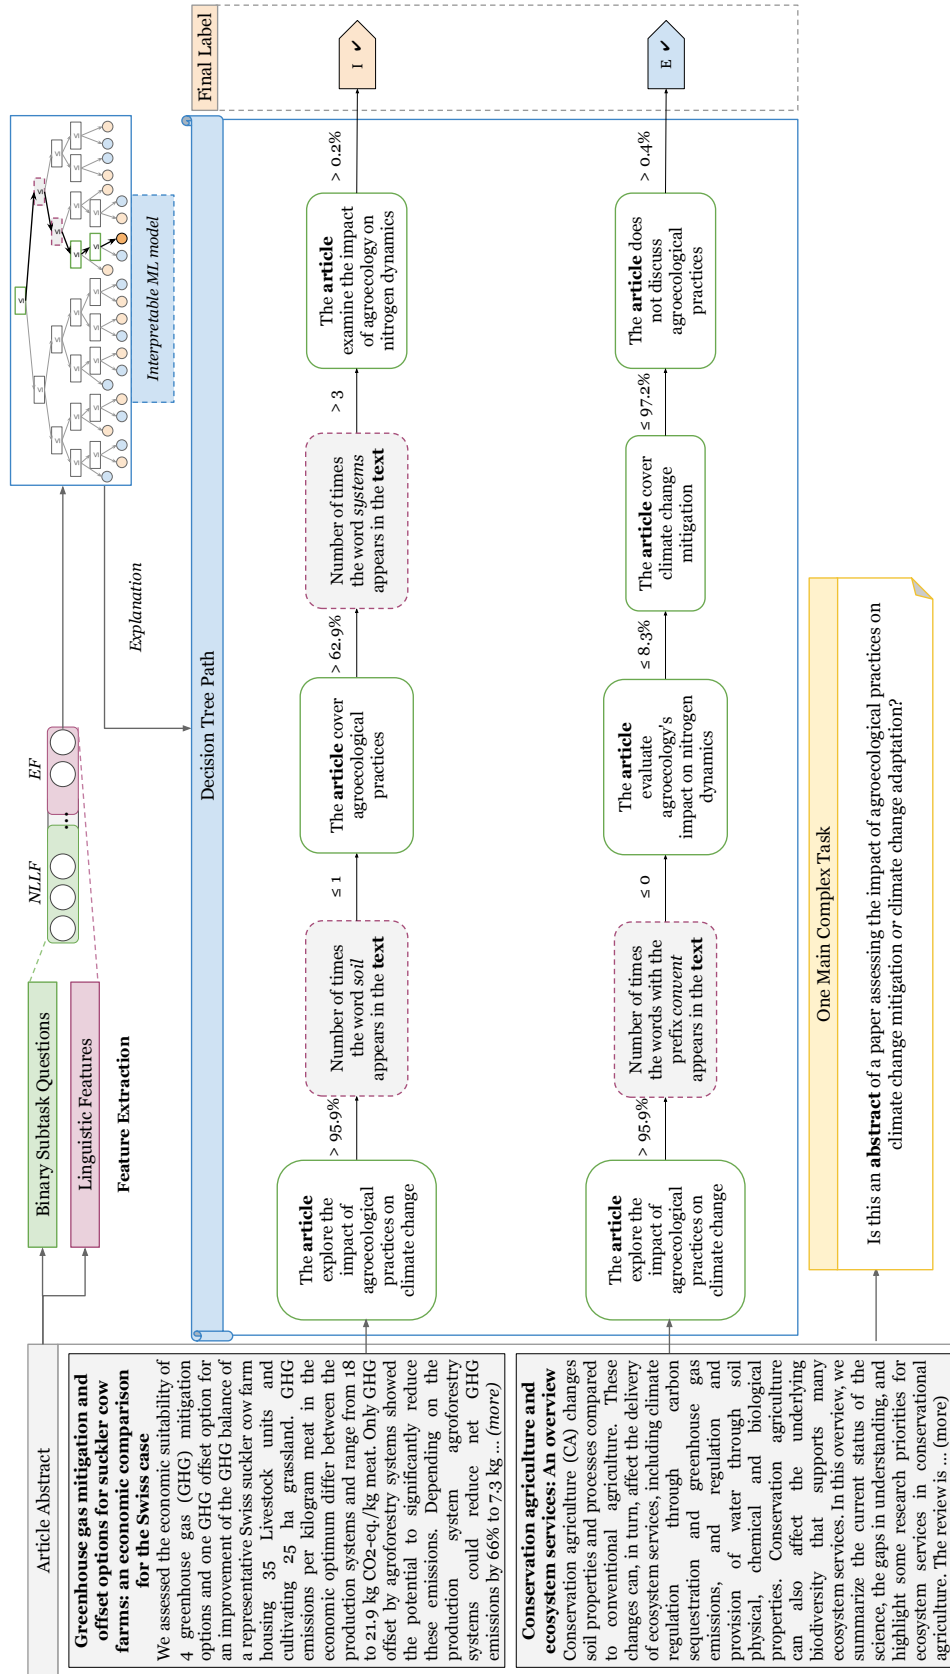 Article Abstract
Greenhouse gas mitigation and
offset options for suckler cow
farms: an economic comparison
for the Swiss case
We assessed the economic suitability of
4 greenhouse gas (GHG) mitigation
options and one GHG offset option for
an improvement of the GHG balance of
a representative Swiss suckler cow farm
housing 35 Livestock units and
cultivating 25 ha grassland. GHG
emissions per kilogram meat in the
economic optimum differ between the
production systems and range from 18
to 21.9 kg CO2-eq./kg meat. Only GHG
offset by agroforestry systems showed
the potential to significantly reduce
these emissions. Depending on the
production system agroforestry
systems could reduce net GHG
emissions by 66% to 7.3 kg ... (more)
Conservation agriculture and
ecosystem services: An overview
Conservation agriculture (CA) changes
soil properties and processes compared
to conventional agriculture. These
changes can, in turn, affect the delivery
of ecosystem services, including climate
regulation through carbon
sequestration and greenhouse gas
emissions, and regulation and
provision of water through soil
physical, chemical and biological
properties. Conservation agriculture
can also affect the underlying
biodiversity that supports many
ecosystem services. In this overview, we
summarize the current status of the
science, the gaps in understanding, and
highlight some research priorities for
ecosystem services in conservational
agriculture. The review is ... (more)
Binary Subtask Questions
Linguistic Features
Feature Extraction
NLLF
EF
...
Interpretable ML model
Explanation
Decision Tree Path
Final Label
The article
explore the
impact of
agroecological
practices on
climate change
> 95.9%
Number of times
the word soil
appears in the text
≤ 1
The article cover
agroecological
practices
> 62.9%
Number of times
the word systems
appears in the text
> 3
The article
examine the impact
of agroecology on
nitrogen dynamics
> 0.2%
I ✔
The article
explore the
impact of
agroecological
practices on
climate change
> 95.9%
Number of times
the words with the
prefix convent
appears in the text
≤ 0
The article
evaluate
agroecology's
impact on nitrogen
dynamics
≤ 8.3%
The article cover
climate change
mitigation
≤ 97.2%
The article does
not discuss
agroecological
practices
> 0.4%
E ✔
One Main Complex Task
Is this an abstract of a paper assessing the impact of agroecological practices on
climate change mitigation or climate change adaptation?